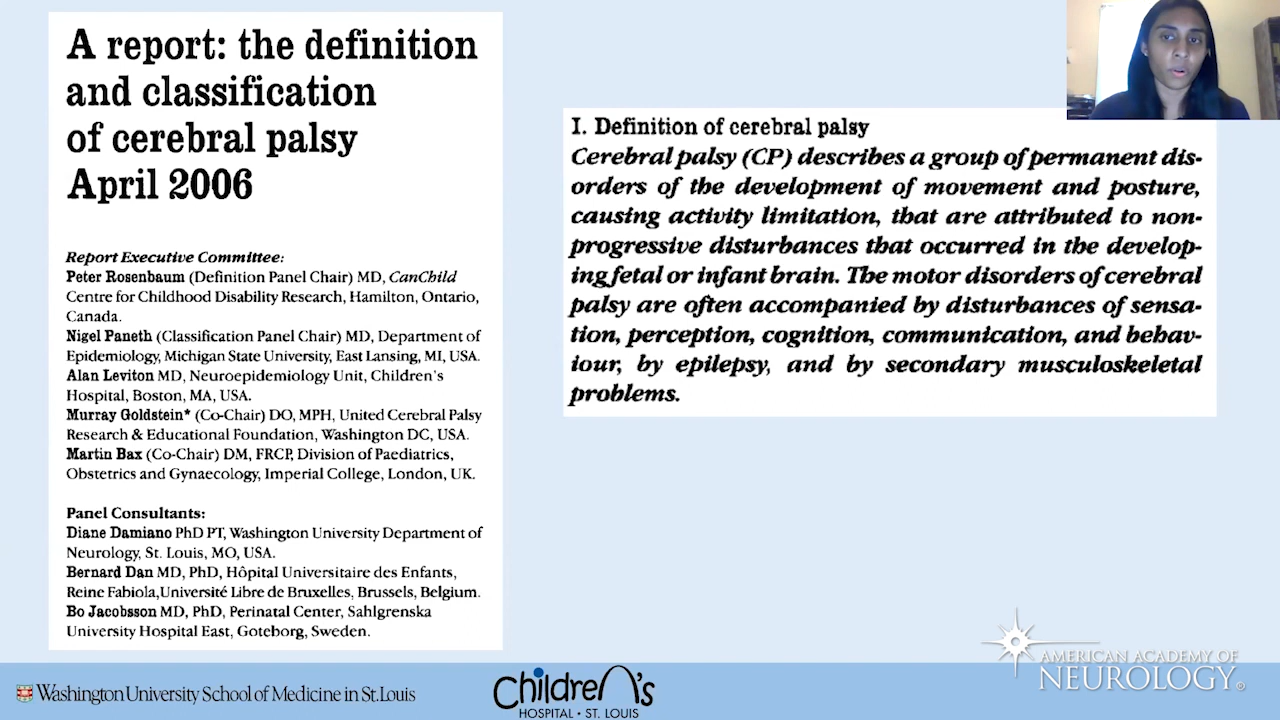 A report: the definition
and classification
of cerebral palsy
April 2006
Report Executive Committee:
Peter Rosenbaum (Definition Panel Chair) MD, CanChild
Centre for Childhood Disability Research, Hamilton, Ontario,
Canada.
Nigel Paneth (Classification Panel Chair) MD, Department of
Epidemiology, Michigan State University, East Lansing, MI, USA.
Alan Leviton MD, Neuroepidemiology Unit, Children's
Hospital, Boston, MA, USA.
Murray Goldstein* (Co-Chair) DO, MPH, United Cerebral Palsy
Research & Educational Foundation, Washington DC, USA.
Martin Bax (Co-Chair) DM, FRCP, Division of Paediatrics,
Obstetrics and Gynaecology, Imperial College, London, UK.
Panel Consultants:
Diane Damiano PhD PT, Washington University Department of
Neurology, St. Louis, MO, USA.
Bernard Dan MD, PhD, Hôpital Universitaire des Enfants,
Reine Fabiola,Université Libre de Bruxelles, Brussels, Belgium.
Bo Jacobsson MD, PhD, Perinatal Center, Sahlgrenska
University Hospital East, Goteborg, Sweden.
I. Definition of cerebral palsy
Cerebral palsy (CP) describes a group of permanent dis-
orders of the development of movement and posture,
causing activity limitation, that are attributed to non-
progressive disturbances that occurred in the develop-
ing fetal or infant brain. The motor disorders of cerebral
palsy are often accompanied by disturbances of sensa-
tion, perception, cognition, communication, and behav-
iour, by epilepsy, and by secondary musculoskeletal
problems.
AMERICAN ACADEMY OF
NEUROLOGY®
Washington University School of Medicine in St.Louis
Children's
HOSPITAL • ST. LOUIS